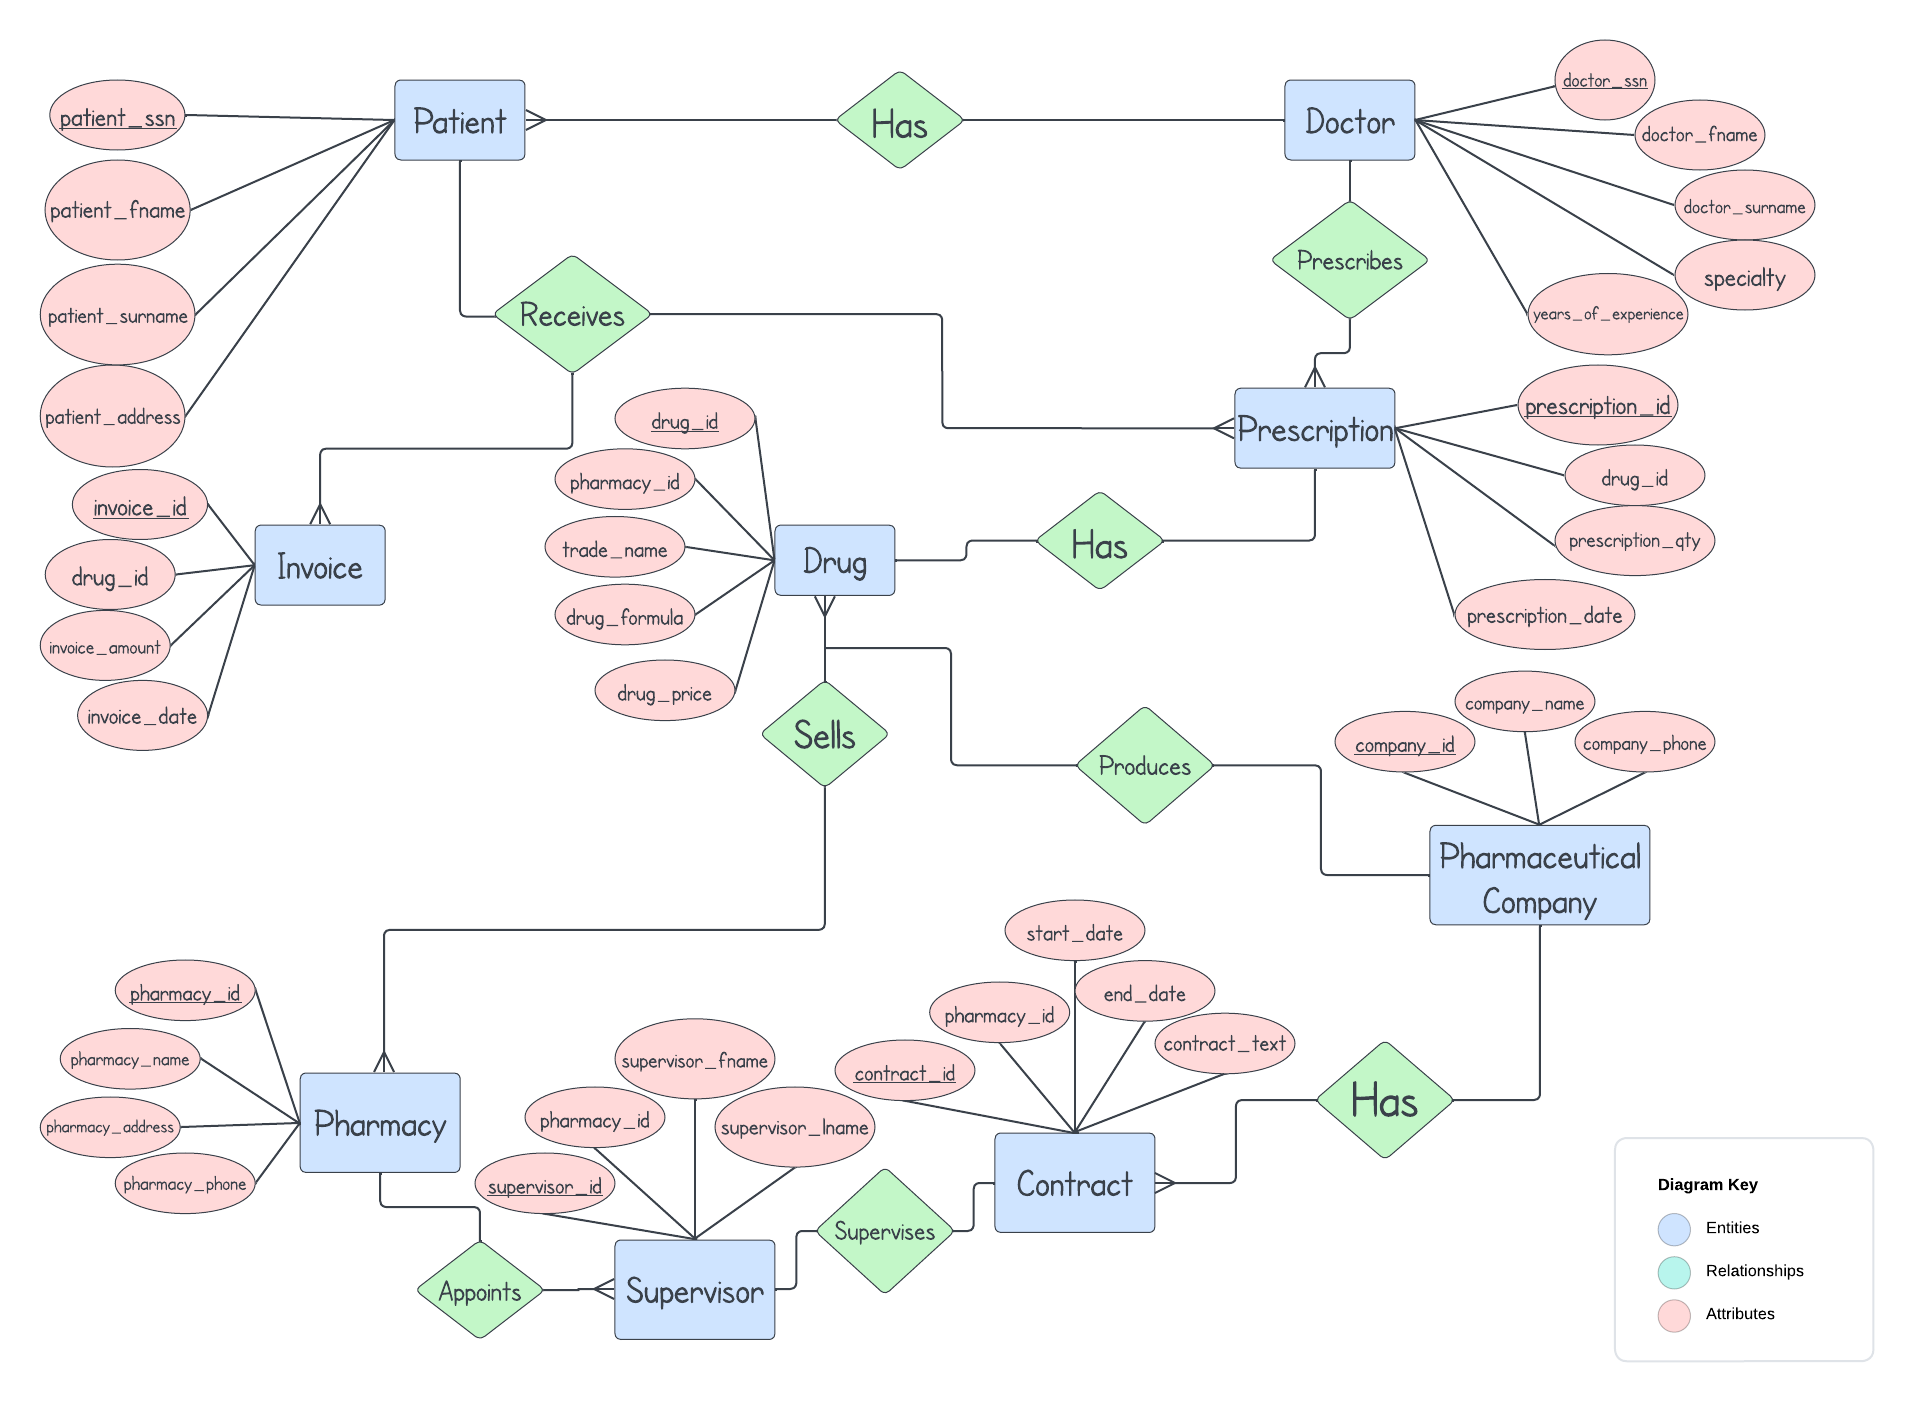 patient_ssn
Patient
Has
Doctor
doctor_ssn
doctor_fname
doctor_surname
specialty
years_of_experience
patient_fname
patient_surname
patient_address
Receives
Prescribes
Prescription
prescription_id
drug_id
prescription_qty
prescription_date
invoice_id
drug_id
invoice_amount
invoice_date
Invoice
drug_id
pharmacy_id
trade_name
drug_formula
drug_price
Drug
Has
Sells
Produces
company_id
company_name
company_phone
Pharmaceutical
Company
pharmacy_id
pharmacy_name
pharmacy_address
pharmacy_phone
Pharmacy
supervisor_id
pharmacy_id
supervisor_fname
supervisor_lname
Supervisor
Appoints
Supervises
contract_id
pharmacy_id
start_date
end_date
contract_text
Contract
Has
Diagram Key
Entities
Relationships
Attributes